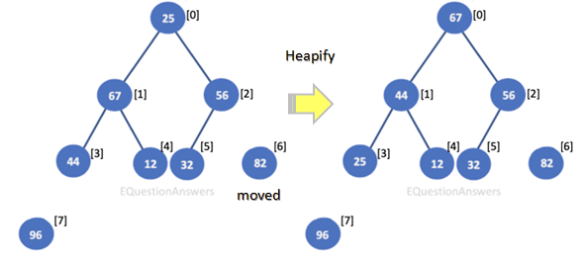 25 [0]
67 [1] 56 [2]
44 [3] 12 [4] 32 [5] 82 [6]
EQuestionAnswers
moved
96 [7]
Heapify
67 [0]
44 [1] 56 [2]
25 [3] 12 [4] 32 [5] 82 [6]
EQuestionAnswers
96 [7]